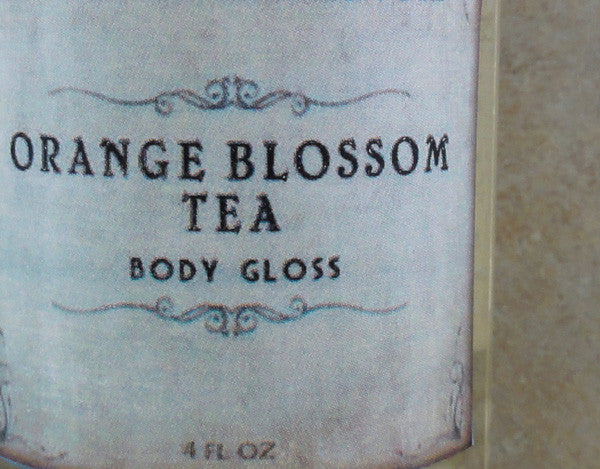 ORANGE BLOSSOM
TEA
BODY GLOSS
4 FL OZ